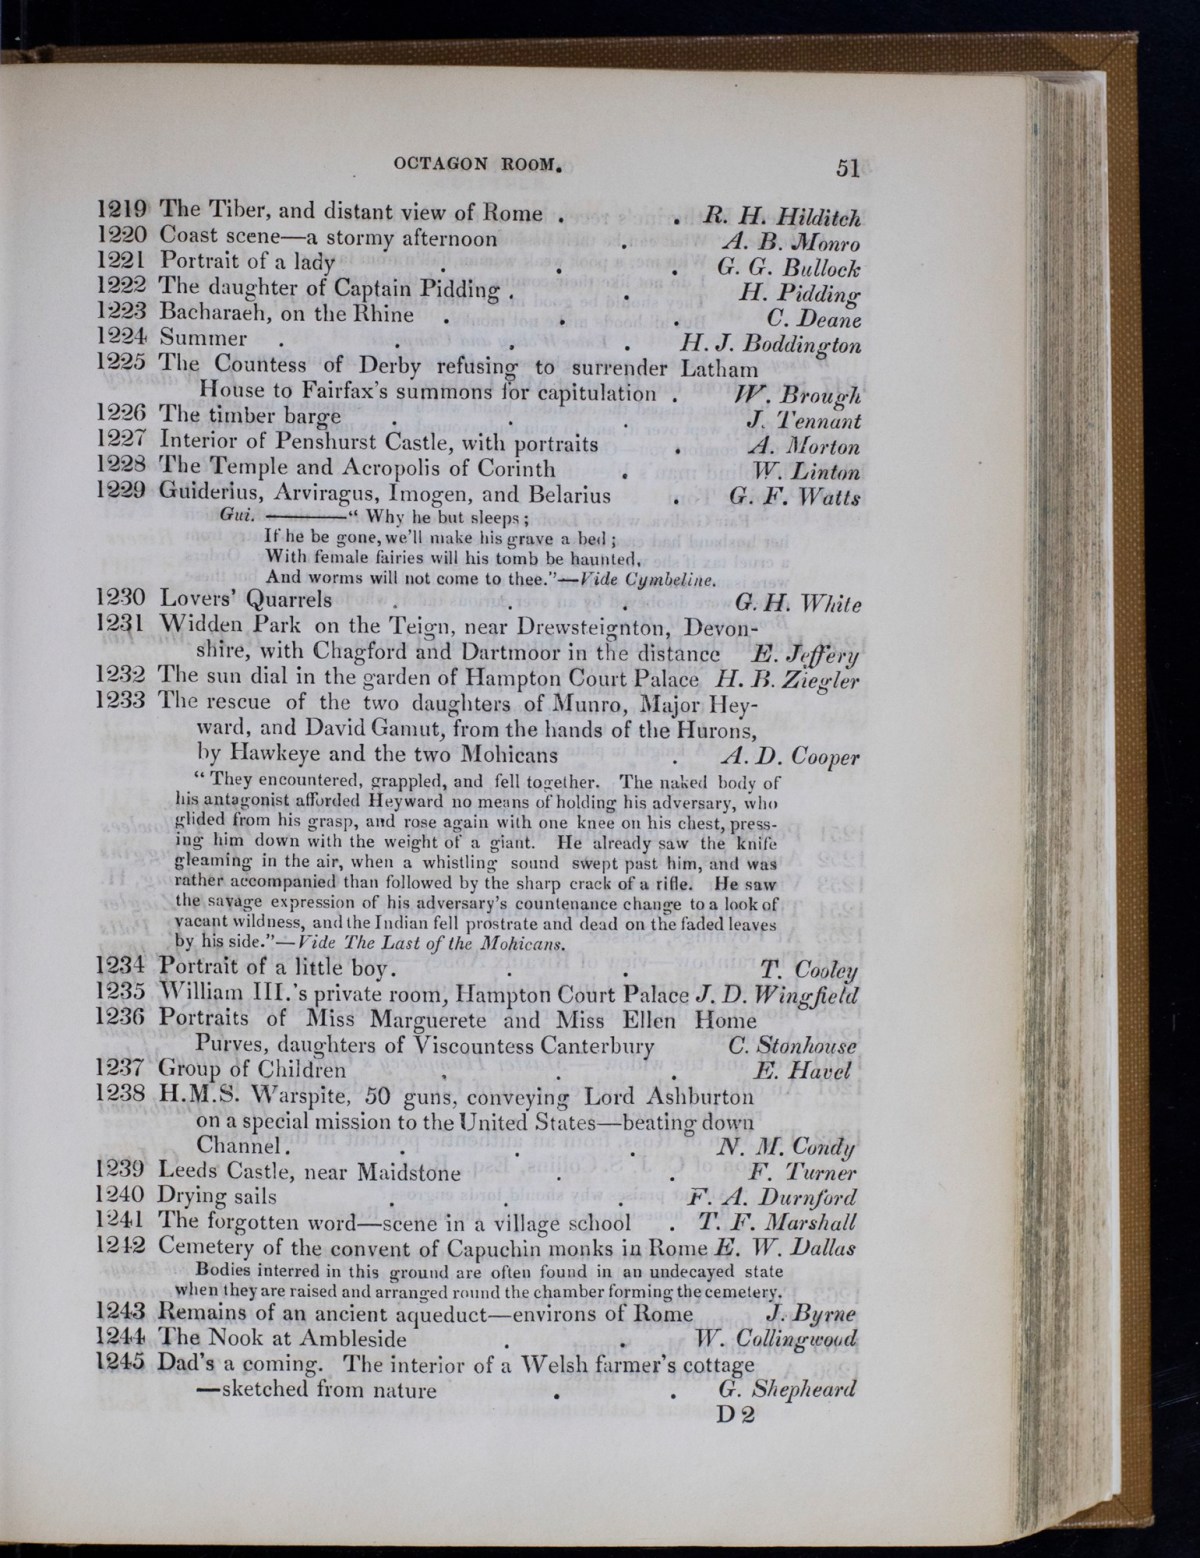 OCTAGON ROOM. 51
1219 The Tiber, and distant view of Rome . . R. H. Hilditch
1220 Coast scene—a stormy afternoon . A. B. Monro
1221 Portrait of a lady . . . G. G. Bullock
1222 The daughter of Captain Pidding . . H. Pidding
1223 Bacharaeh, on the Rhine . . . C. Deane
1224 Summer . . . . H. J. Boddington
1225 The Countess of Derby refusing to surrender Latham
House to Fairfax's summons for capitulation . W. Brough
1226 The timber barge . . . J. Tennant
1227 Interior of Penshurst Castle, with portraits . A. Morton
1228 The Temple and Acropolis of Corinth . W. Linton
1229 Guiderius, Arviragus, Imogen, and Belarius . G. F. Watts
Gui. ———“ Why he but sleeps ;
If he be gone, we'll make his grave a bed ;
With female fairies will his tomb be haunted,
And worms will not come to thee.”—Vide Cymbeline.
1230 Lovers' Quarrels . . . G. H. White
1231 Widden Park on the Teign, near Drewsteignton, Devon-
shire, with Chagford and Dartmoor in the distance E. Jeffery
1232 The sun dial in the garden of Hampton Court Palace H. B. Ziegler
1233 The rescue of the two daughters of Munro, Major Hey-
ward, and David Gamut, from the hands of the Hurons,
by Hawkeye and the two Mohicans . A. D. Cooper
“ They encountered, grappled, and fell together. The naked body of
his antagonist afforded Heyward no means of holding his adversary, who
glided from his grasp, and rose again with one knee on his chest, press-
ing him down with the weight of a giant. He already saw the knife
gleaming in the air, when a whistling sound swept past him, and was
rather accompanied than followed by the sharp crack of a rifle. He saw
the savage expression of his adversary's countenance change to a look of
vacant wildness, and the Indian fell prostrate and dead on the faded leaves
by his side.”—Vide The Last of the Mohicans.
1234 Portrait of a little boy . . . T. Cooley
1235 William III.'s private room, Hampton Court Palace J. D. Wingfield
1236 Portraits of Miss Marguerete and Miss Ellen Home
Purves, daughters of Viscountess Canterbury C. Stonhouse
1237 Group of Children . . . E. Havel
1238 H.M.S. Warspite, 50 guns, conveying Lord Ashburton
on a special mission to the United States—beating down
Channel . . . . N. M. Condy
1239 Leeds Castle, near Maidstone . . F. Turner
1240 Drying sails . . . F. A. Durnford
1241 The forgotten word—scene in a village school . T. F. Marshall
1242 Cemetery of the convent of Capuchin monks in Rome E. W. Dallas
Bodies interred in this ground are often found in an undecayed state
when they are raised and arranged round the chamber forming the cemetery.
1243 Remains of an ancient aqueduct—environs of Rome J. Byrne
1244 The Nook at Ambleside . . W. Collingwood
1245 Dad's a coming. The interior of a Welsh farmer's cottage
—sketched from nature . . G. Shepheard
D 2